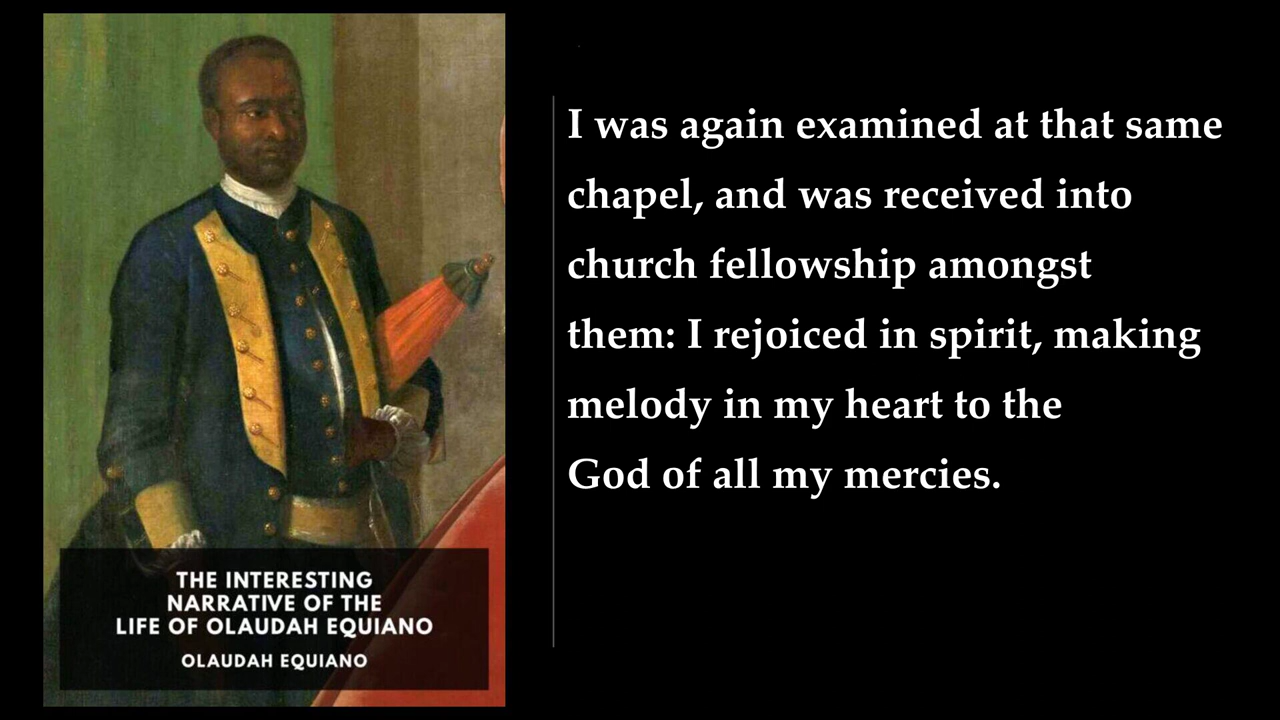 THE INTERESTING
NARRATIVE OF THE
LIFE OF OLAUDAH EQUIANO
OLAUDAH EQUIANO
I was again examined at that same
chapel, and was received into
church fellowship amongst
them: I rejoiced in spirit, making
melody in my heart to the
God of all my mercies.